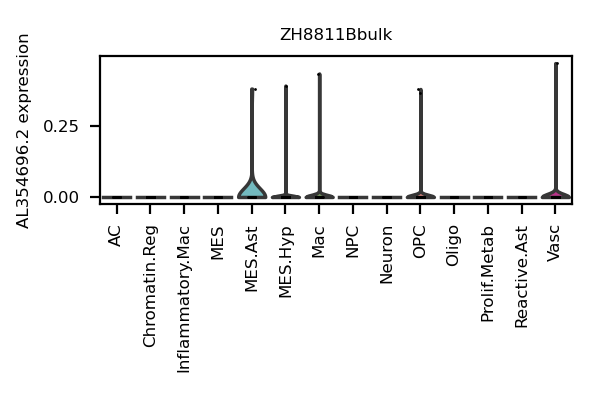 ZH8811Bbulk
AL354696.2 expression
0.25
0.00
AC
Chromatin.Reg
Inflammatory.Mac
MES
MES.Ast
MES.Hyp
Mac
NPC
Neuron
OPC
Oligo
Prolif.Metab
Reactive.Ast
Vasc